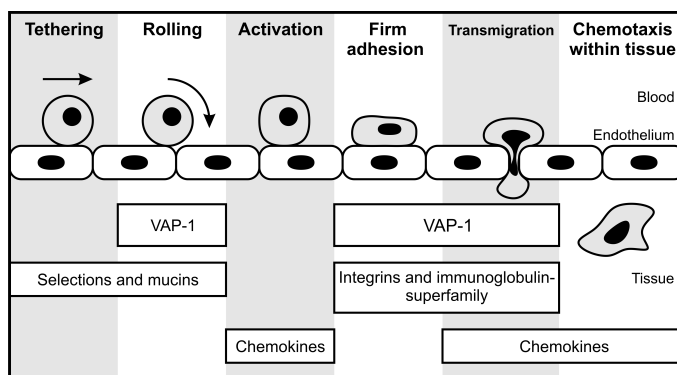 Tethering
Rolling
Activation
Firm
adhesion
Transmigration
Chemotaxis
within tissue
Blood
Endothelium
VAP-1
VAP-1
Selections and mucins
Integrins and immunoglobulin-
superfamily
Tissue
Chemokines
Chemokines